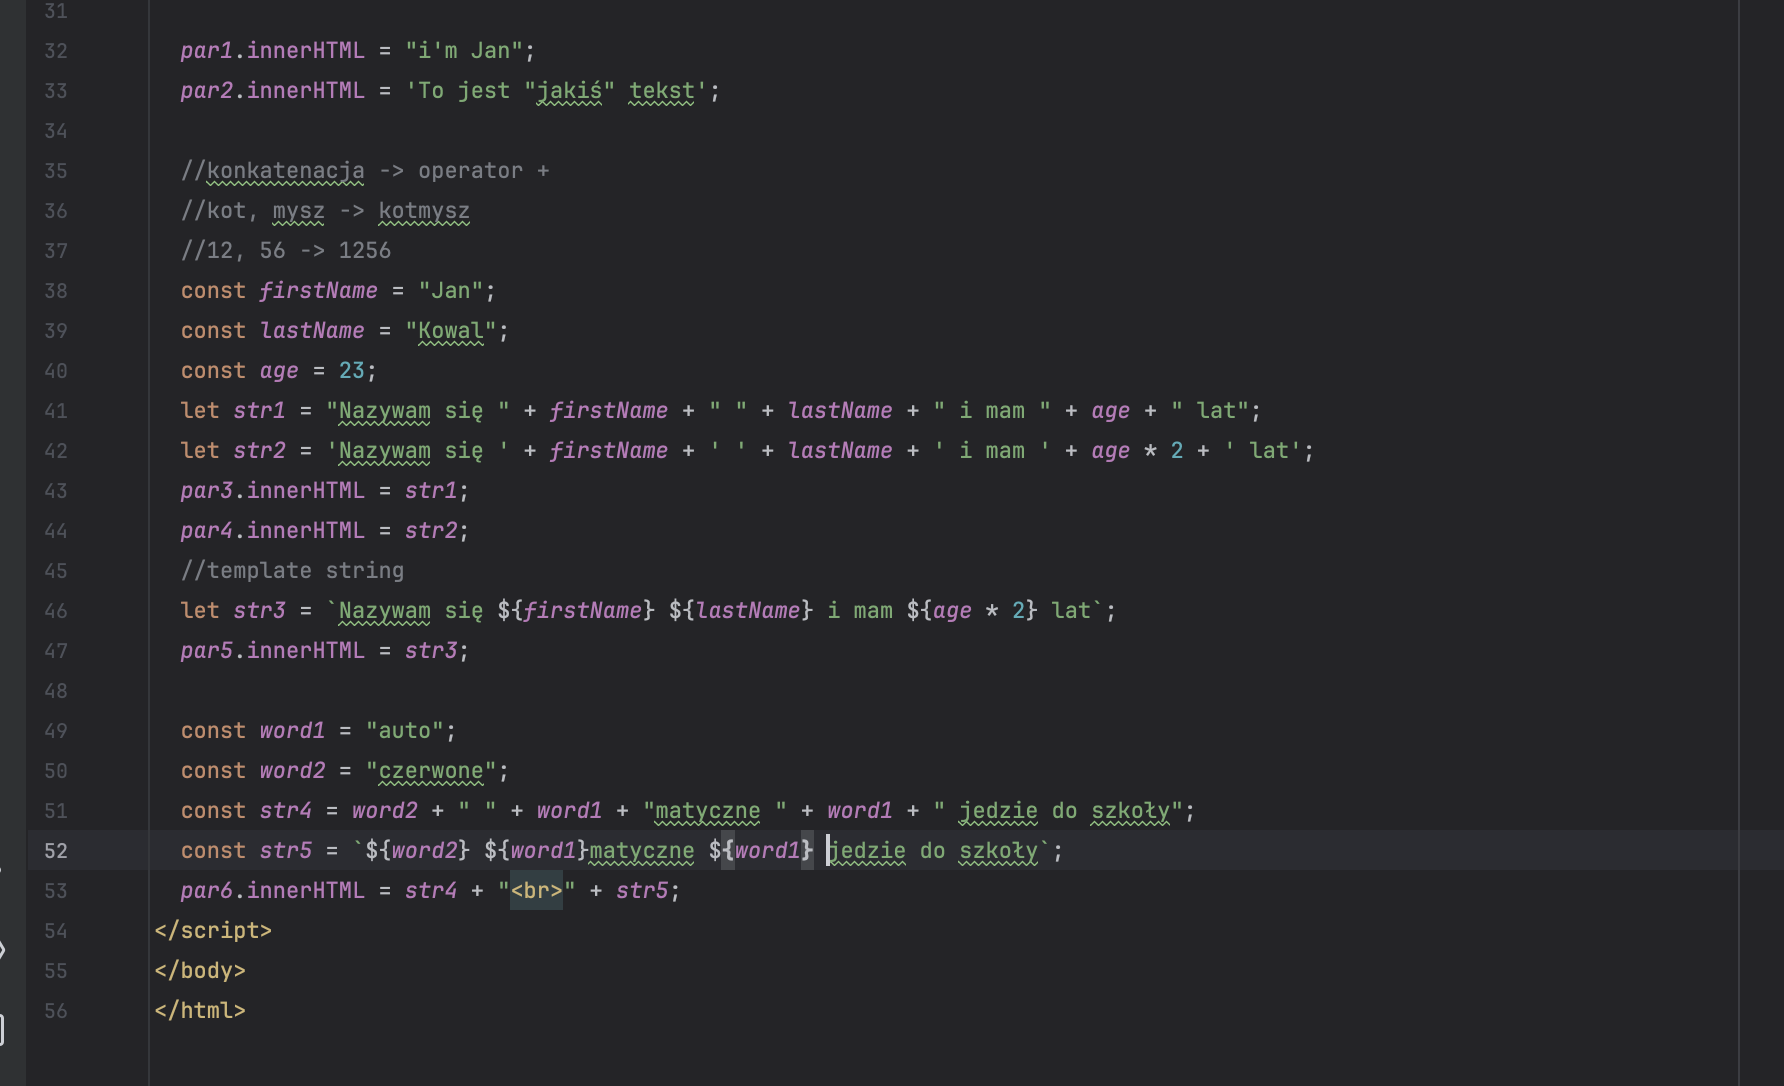 31
32 par1.innerHTML = "i'm Jan";
33 par2.innerHTML = 'To jest "jakiś" tekst';
34
35 //konkatenacja -> operator +
36 //kot, mysz -> kotmysz
37 //12, 56 -> 1256
38 const firstName = "Jan";
39 const lastName = "Kowal";
40 const age = 23;
41 let str1 = "Nazywam się " + firstName + " " + lastName + " i mam " + age + " lat";
42 let str2 = 'Nazywam się ' + firstName + ' ' + lastName + ' i mam ' + age * 2 + ' lat';
43 par3.innerHTML = str1;
44 par4.innerHTML = str2;
45 //template string
46 let str3 = `Nazywam się ${firstName} ${lastName} i mam ${age * 2} lat`;
47 par5.innerHTML = str3;
48
49 const word1 = "auto";
50 const word2 = "czerwone";
51 const str4 = word2 + " " + word1 + "matyczne " + word1 + " jedzie do szkoły";
52 const str5 = `${word2} ${word1}matyczne ${word1} jedzie do szkoły`;
53 par6.innerHTML = str4 + "<br>" + str5;
54 </script>
55 </body>
56 </html>